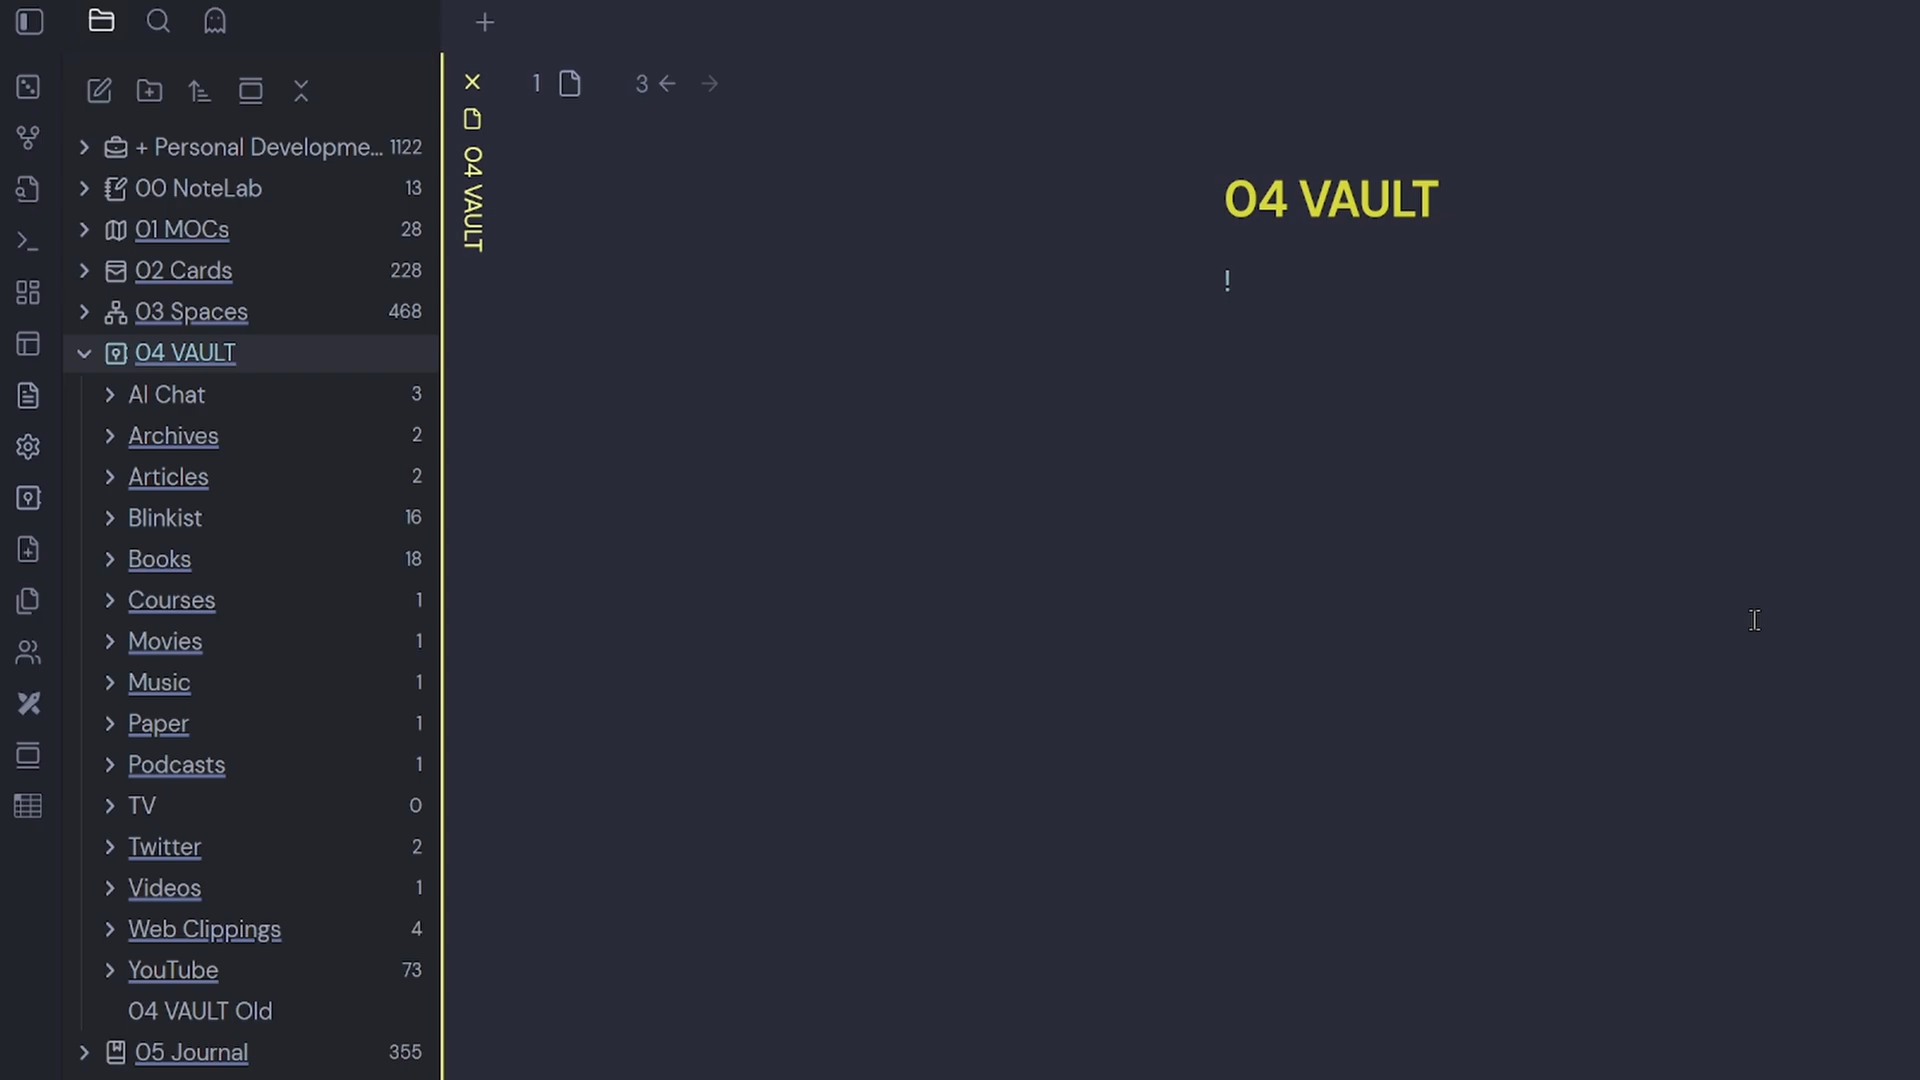 + Personal Developme... 1122
00 NoteLab 13
01 MOCs 28
02 Cards 228
03 Spaces 468
04 VAULT
AI Chat 3
Archives 2
Articles 2
Blinkist 16
Books 18
Courses 1
Movies 1
Music 1
Paper 1
Podcasts 1
TV 0
Twitter 2
Videos 1
Web Clippings 4
YouTube 73
04 VAULT Old
05 Journal 355
04 VAULT
1 3
04 VAULT
!